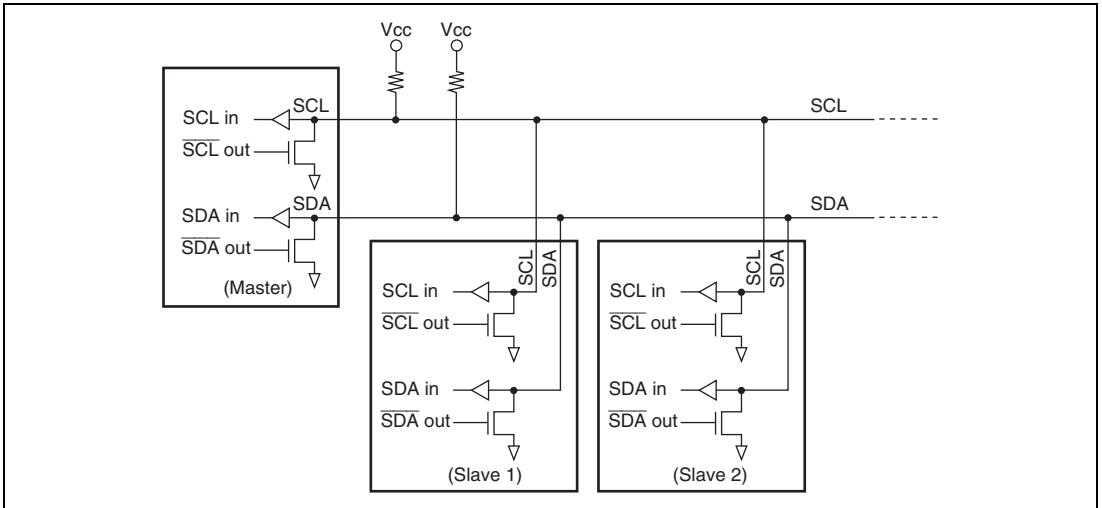 Vcc Vcc
SCL in
SCL
SCL out
SDA in
SDA
SDA out
(Master)
SCL
SDA
SCL
SDA
SCL in
SCL out
SDA in
SDA out
(Slave 1)
SCL
SDA
SCL in
SCL out
SDA in
SDA out
(Slave 2)